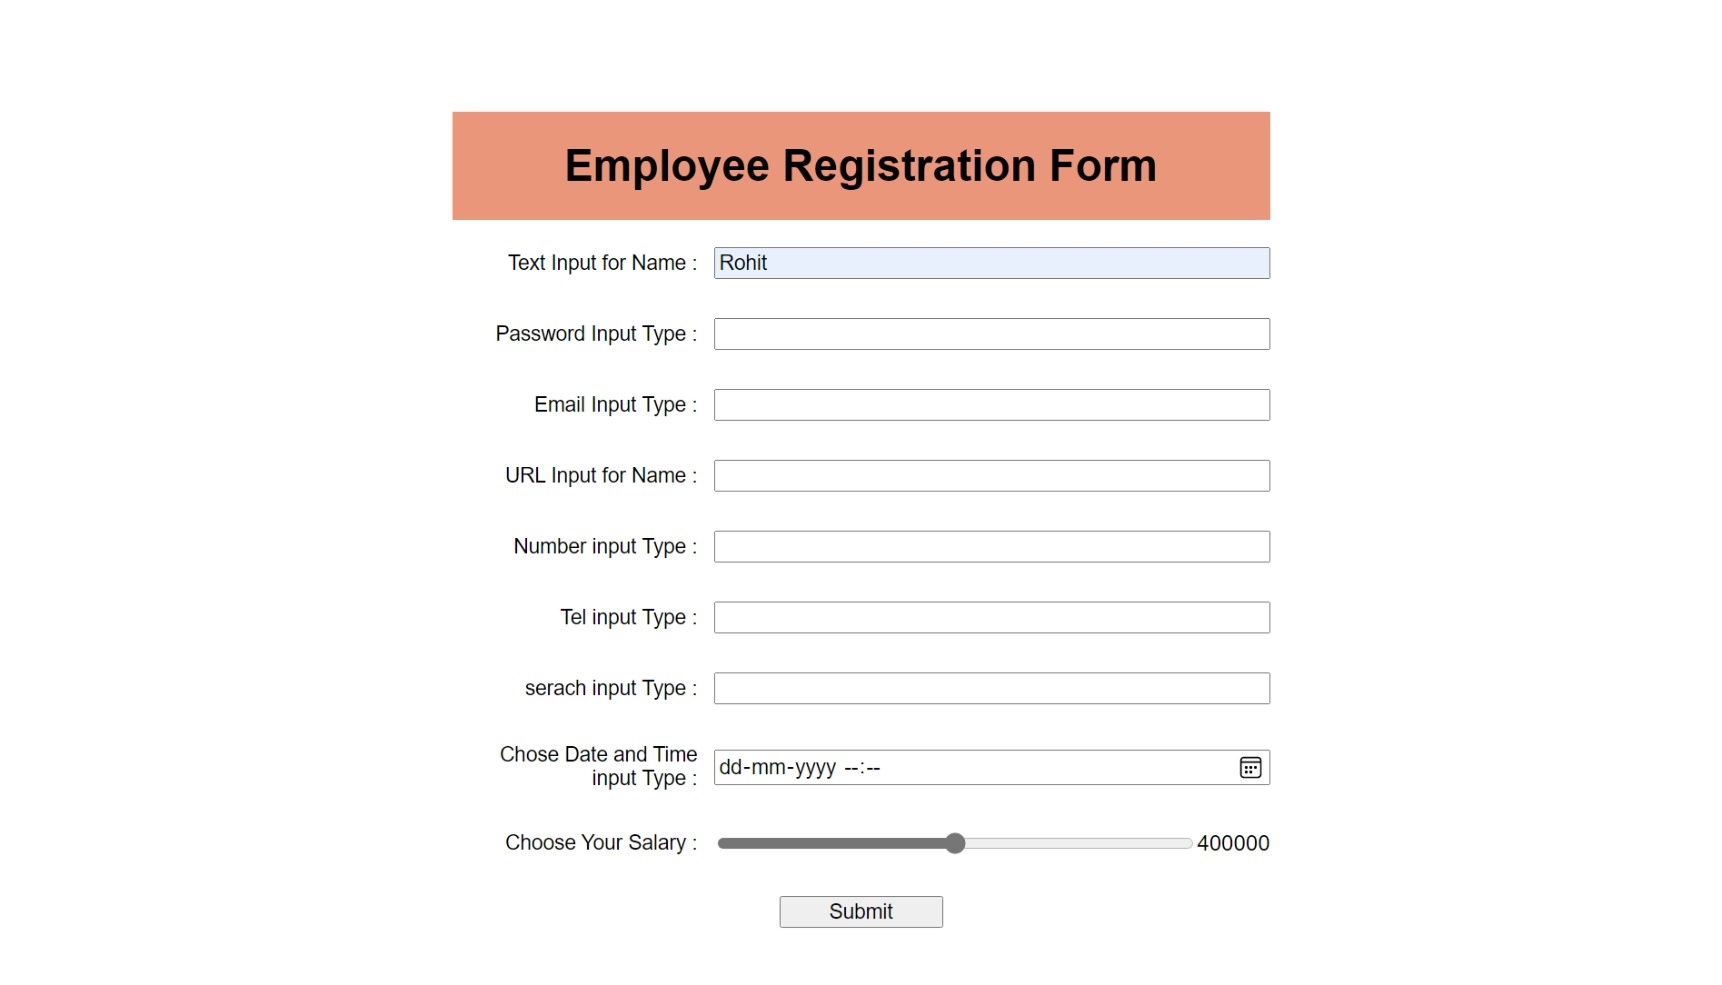 Employee Registration Form
Text Input for Name : Rohit
Password Input Type :
Email Input Type :
URL Input for Name :
Number input Type :
Tel input Type :
serach input Type :
Chose Date and Time
input Type : dd-mm-yyyy --:--
Choose Your Salary : 400000
Submit